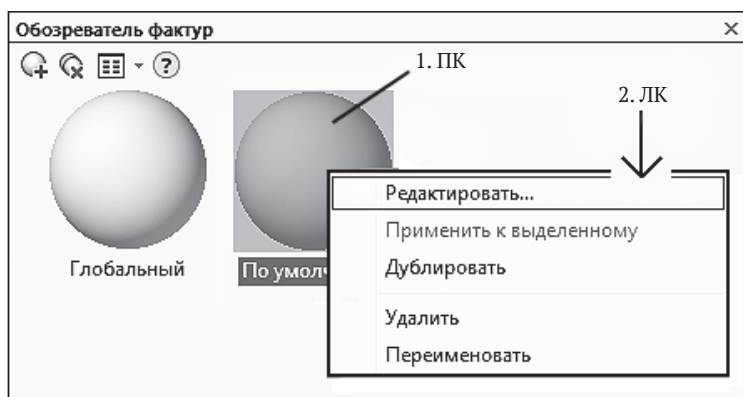 Обозреватель фактур
1. ПК
2. ЛК
Глобальный
По умолч
Редактировать...
Применить к выделенному
Дублировать
Удалить
Переименовать